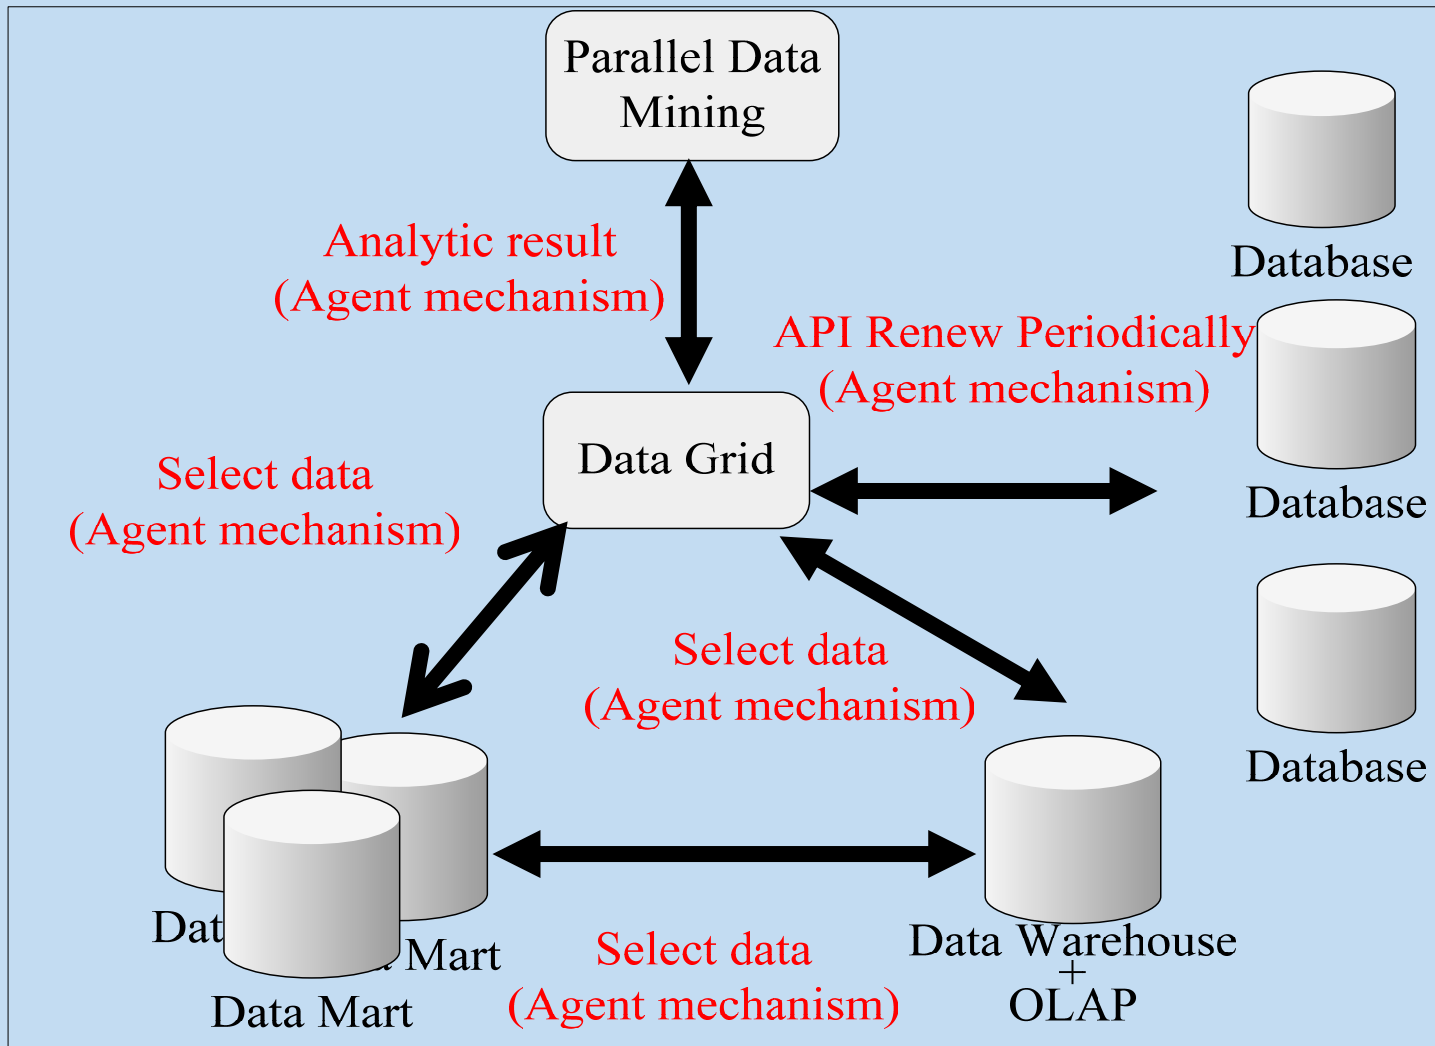 Parallel Data
Mining
Database
Analytic result
(Agent mechanism)
API Renew Periodically
(Agent mechanism)
Data Grid
Database
Select data
(Agent mechanism)
Select data
(Agent mechanism)
Database
Mart
Data Mart
Select data
(Agent mechanism)
Data Warehouse
+
OLAP